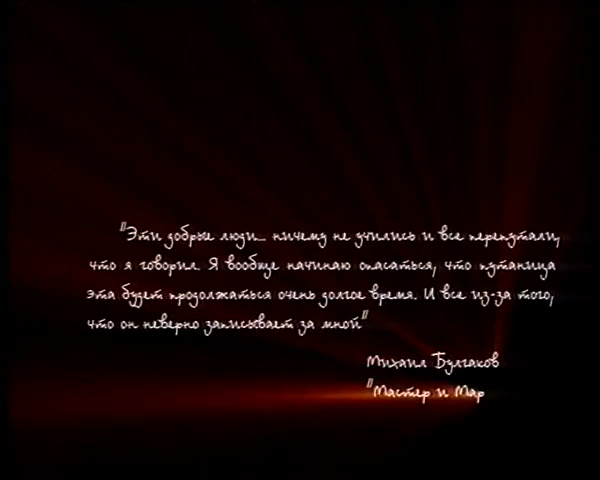 "Эти добрые люди... ничему не учились и все перепутали,
что я говорил. Я вообще начинаю опасаться, что путаница
эта будет продолжаться очень долгое время. И все из-за того,
что он неверно записывает за мной"
Михаил Булгаков
"Мастер и Мар